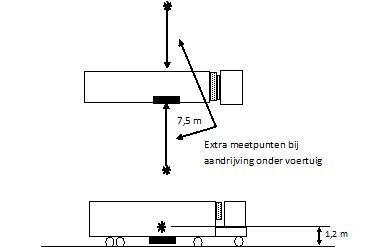 7,5 m
Extra meetpunten bij
aandrijving onder voertuig
1,2 m